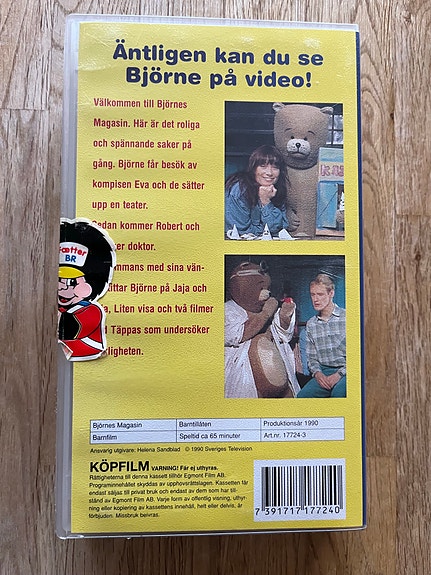 Äntligen kan du se
Björne på video!
Välkommen till Björnes
Magasin. Här är det roliga
och spännande saker på
gång. Björne får besök av
kompisen Eva och de sätter
upp en teater.
Sedan kommer Robert och
doktor.
mans med sina vän-
tittar Björne på Jaja och
Liten visa och två filmer
Täppas som undersöker
ligheten.
fætter
BR
Björnes Magasin
Barntillåten
Produktionsår 1990
Barnfilm
Speltid ca 65 minuter
Art.nr. 17724-3
Ansvarig utgivare: Helena Sandblad © 1990 Sveriges Television
KÖPFILM VARNING! Får ej uthyras.
Rättigheterna till denna kassett tillhör Egmont Film AB.
Programinnehållet skyddas av upphovsrättslagen. Kassetten får
endast säljas till privat bruk och endast av dem som har till-
stånd av Egmont Film AB. Varje form av offentlig visning, uthyr-
ning eller kopiering av kassettens innehåll, helt eller delvis, är
förbjuden. Missbruk beivras.
7 391717 177240